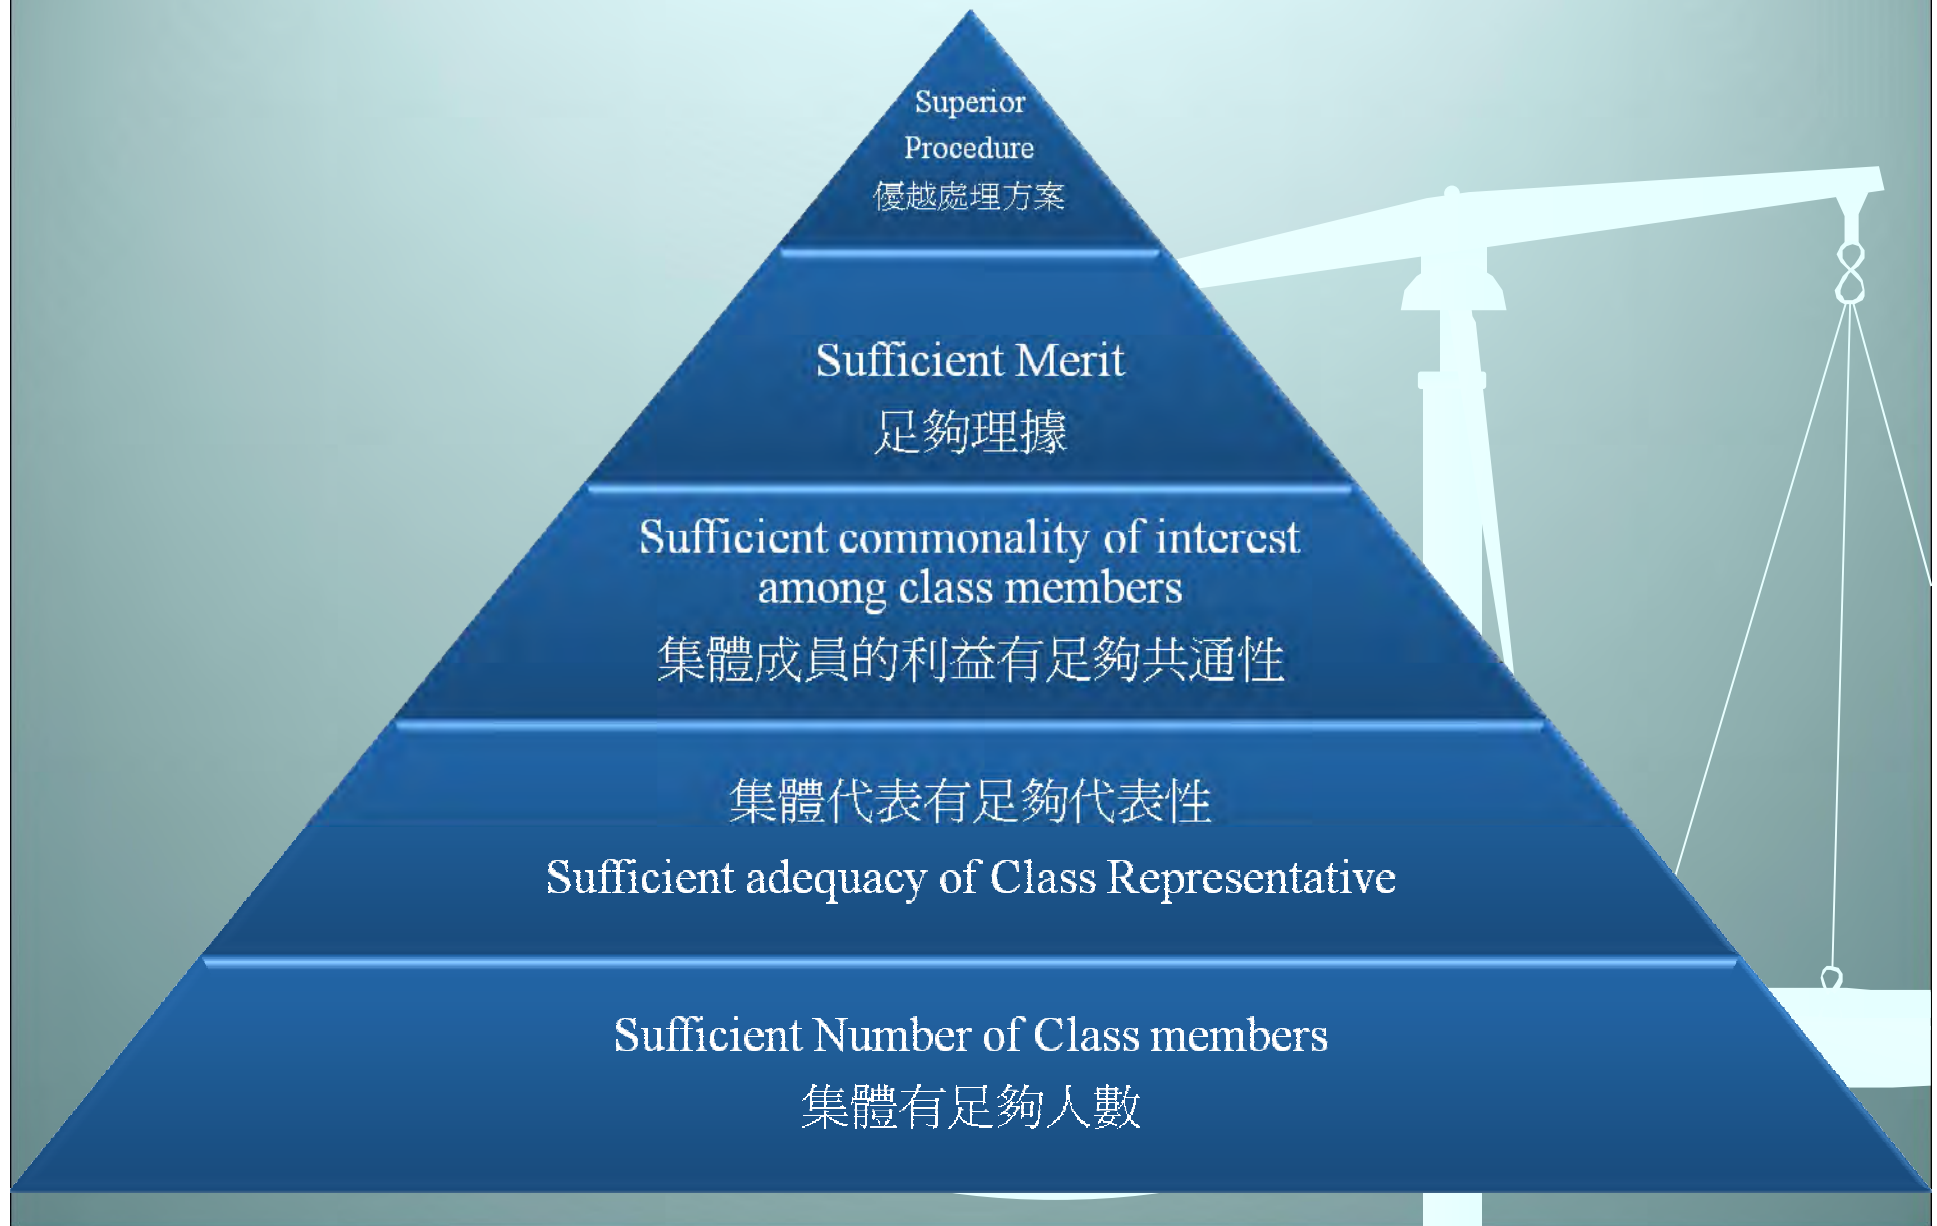 Superior
Procedure
優越處理方案
Sufficient Merit
足夠理據
Sufficient commonality of interest
among class members
集體成員的利益有足夠共通性
集體代表有足夠代表性
Sufficient adequacy of Class Representative
Sufficient Number of Class members
集體有足夠人數